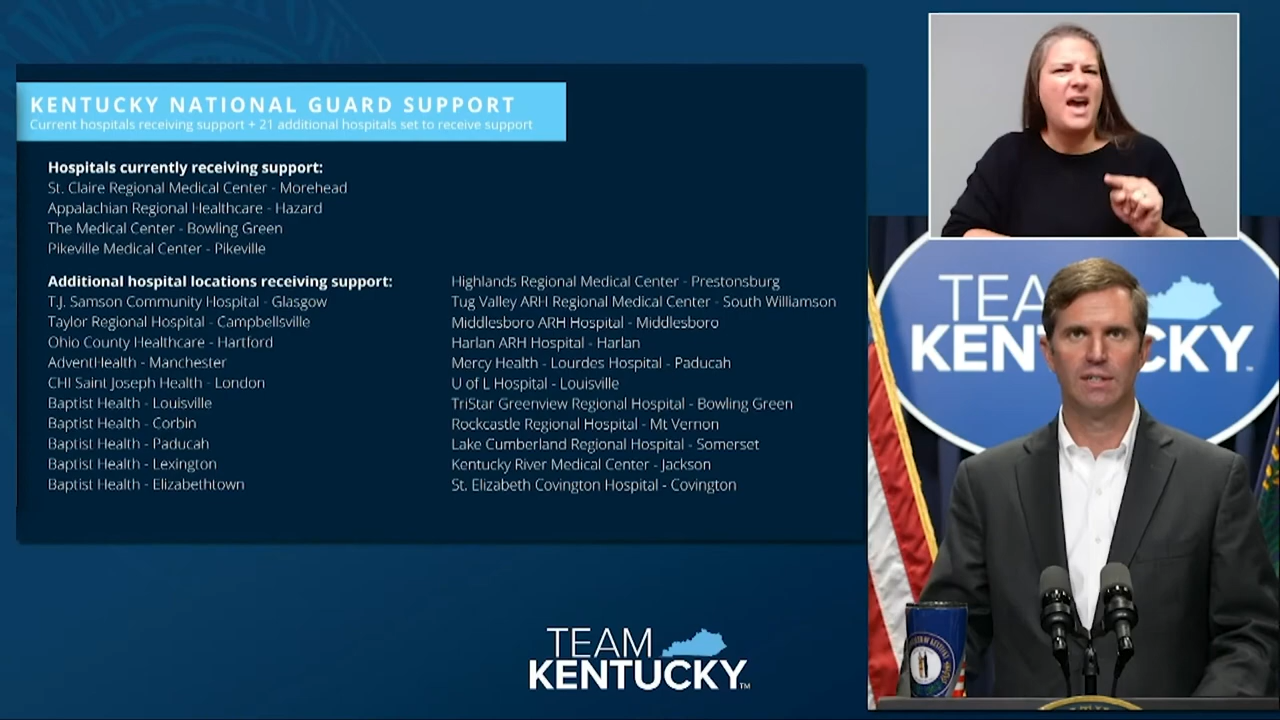 KENTUCKY NATIONAL GUARD SUPPORT
Current hospitals receiving support + 21 additional hospitals set to receive support
Hospitals currently receiving support:
St. Claire Regional Medical Center - Morehead
Appalachian Regional Healthcare - Hazard
The Medical Center - Bowling Green
Pikeville Medical Center - Pikeville
Additional hospital locations receiving support:
T.J. Samson Community Hospital - Glasgow
Taylor Regional Hospital - Campbellsville
Ohio County Healthcare - Hartford
AdventHealth - Manchester
CHI Saint Joseph Health - London
Baptist Health - Louisville
Baptist Health - Corbin
Baptist Health - Paducah
Baptist Health - Lexington
Baptist Health - Elizabethtown
Highlands Regional Medical Center - Prestonsburg
Tug Valley ARH Regional Medical Center - South Williamson
Middlesboro ARH Hospital - Middlesboro
Harlan ARH Hospital - Harlan
Mercy Health - Lourdes Hospital - Paducah
U of L Hospital - Louisville
TriStar Greenview Regional Hospital - Bowling Green
Rockcastle Regional Hospital - Mt Vernon
Lake Cumberland Regional Hospital - Somerset
Kentucky River Medical Center - Jackson
St. Elizabeth Covington Hospital - Covington
TEAM
KENTUCKY™
TEA
KEN CKY™